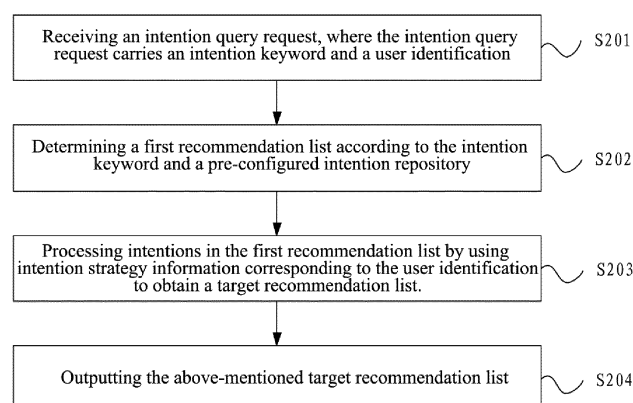 Receiving an intention query request, where the intention query
request carries an intention keyword and a user identification
S201
Determining a first recommendation list according to the intention
keyword and a pre-configured intention repository
S202
Processing intentions in the first recommendation list by using
intention strategy information corresponding to the user identification
to obtain a target recommendation list.
S203
Outputting the above-mentioned target recommendation list
S204